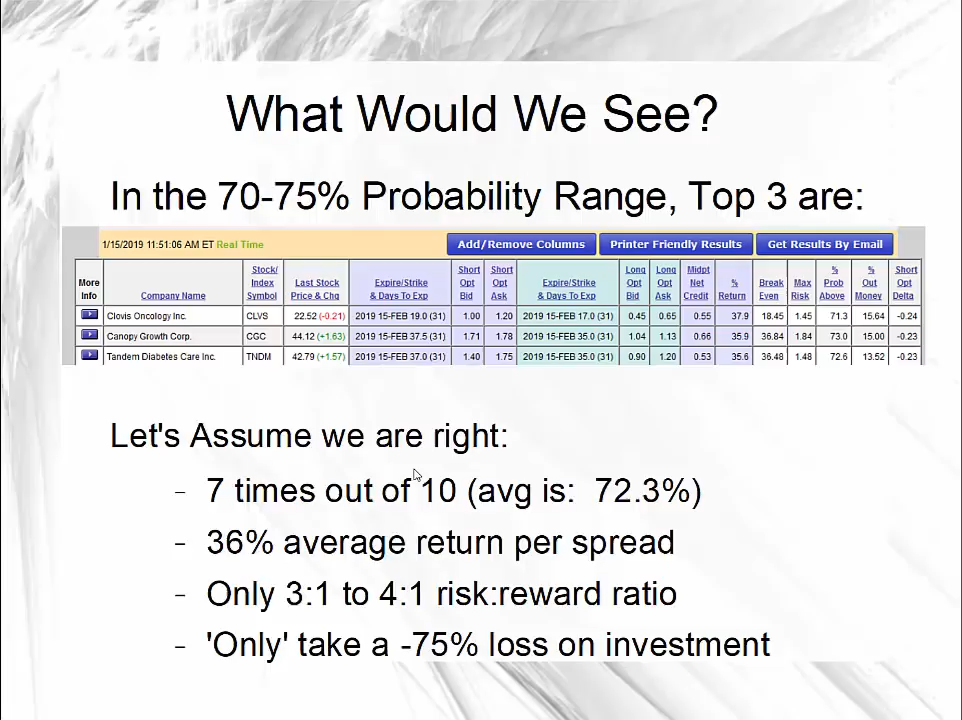 What Would We See?
In the 70-75% Probability Range, Top 3 are:
1/15/2019 11:51:06 AM ET Real Time Add/Remove Columns Printer Friendly Results Get Results By Email
More Info Company Name Stock/ Index Symbol Last Stock Price & Chg Expire/Strike & Days To Exp Short Opt Bid Short Opt Ask Expire/Strike & Days To Exp Long Opt Bid Long Opt Ask Midpt Net Credit % Return Break Even Max Risk % Prob Above % Out Money Short Opt Delta
Clovis Oncology Inc. CLVS 22.52 (-0.21) 2019 15-FEB 19.0 (31) 1.00 1.20 2019 15-FEB 17.0 (31) 0.45 0.65 0.55 37.9 18.45 1.45 71.3 15.64 -0.24
Canopy Growth Corp. CGC 44.12 (+1.63) 2019 15-FEB 37.5 (31) 1.71 1.78 2019 15-FEB 35.0 (31) 1.04 1.13 0.66 35.9 36.84 1.84 73.0 15.00 -0.23
Tandem Diabetes Care Inc. TNDM 42.79 (+1.57) 2019 15-FEB 37.0 (31) 1.40 1.75 2019 15-FEB 35.0 (31) 0.90 1.20 0.53 35.6 36.48 1.48 72.6 13.52 -0.23
Let's Assume we are right:
– 7 times out of 10 (avg is: 72.3%)
– 36% average return per spread
– Only 3:1 to 4:1 risk:reward ratio
– 'Only' take a -75% loss on investment